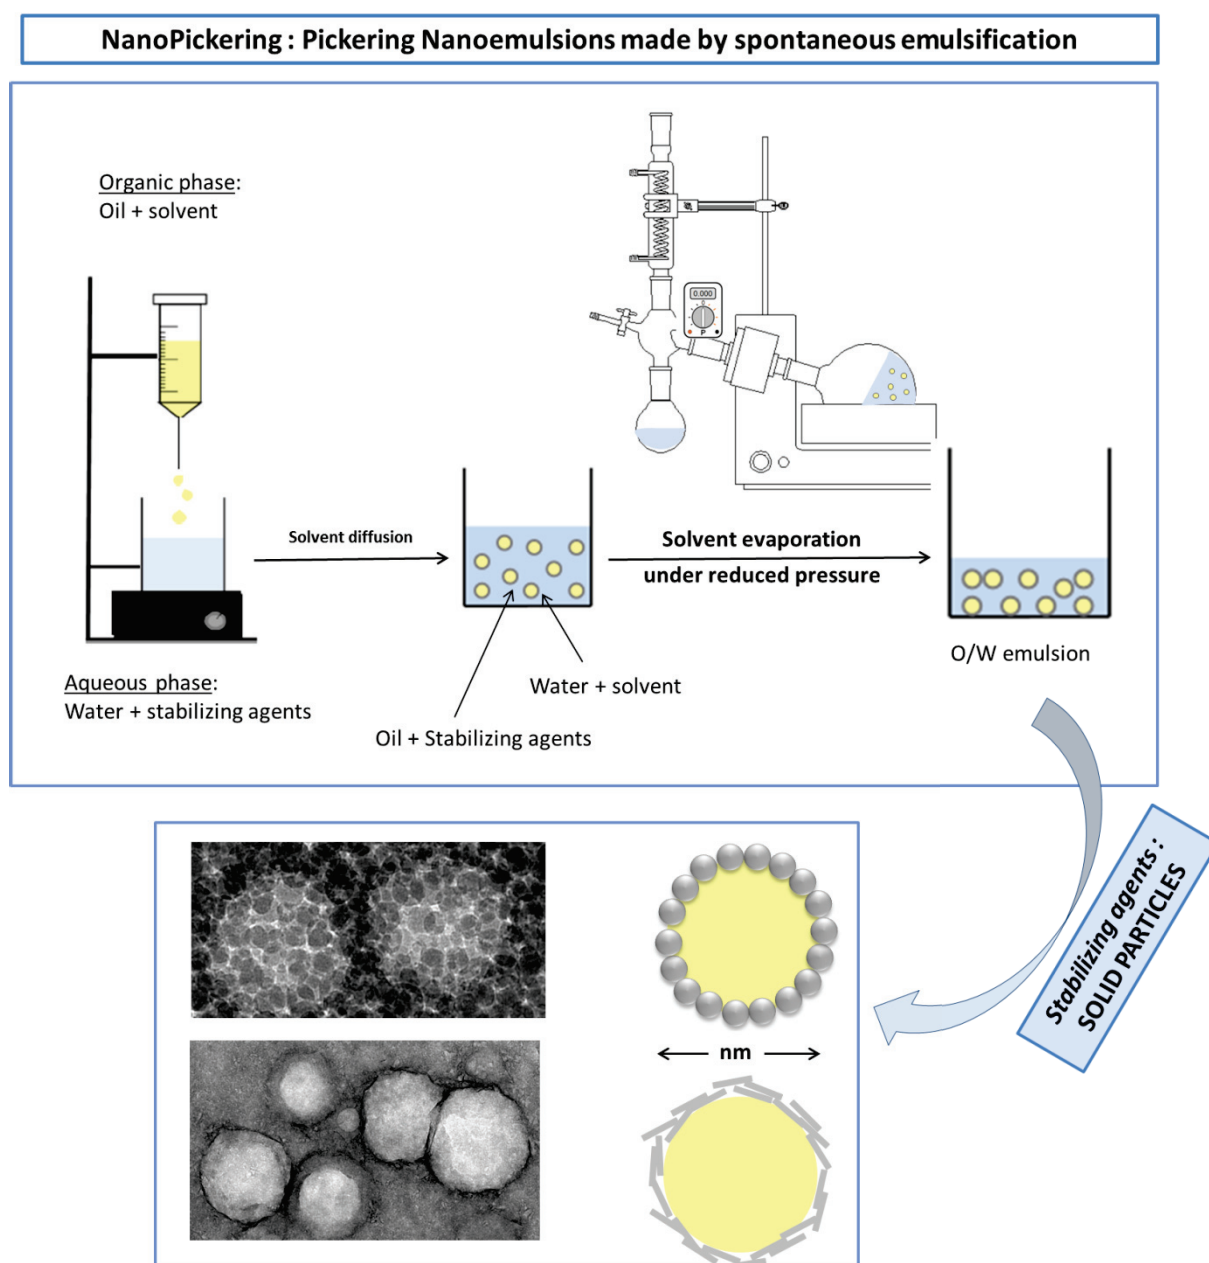 NanoPickering : Pickering Nanoemulsions made by spontaneous emulsification
Organic phase:
Oil + solvent
0.000
0
P
Solvent diffusion
Solvent evaporation
under reduced pressure
Water + solvent
O/W emulsion
Aqueous phase:
Water + stabilizing agents
Oil + Stabilizing agents
Stabilizing agents :
SOLID PARTICLES
nm